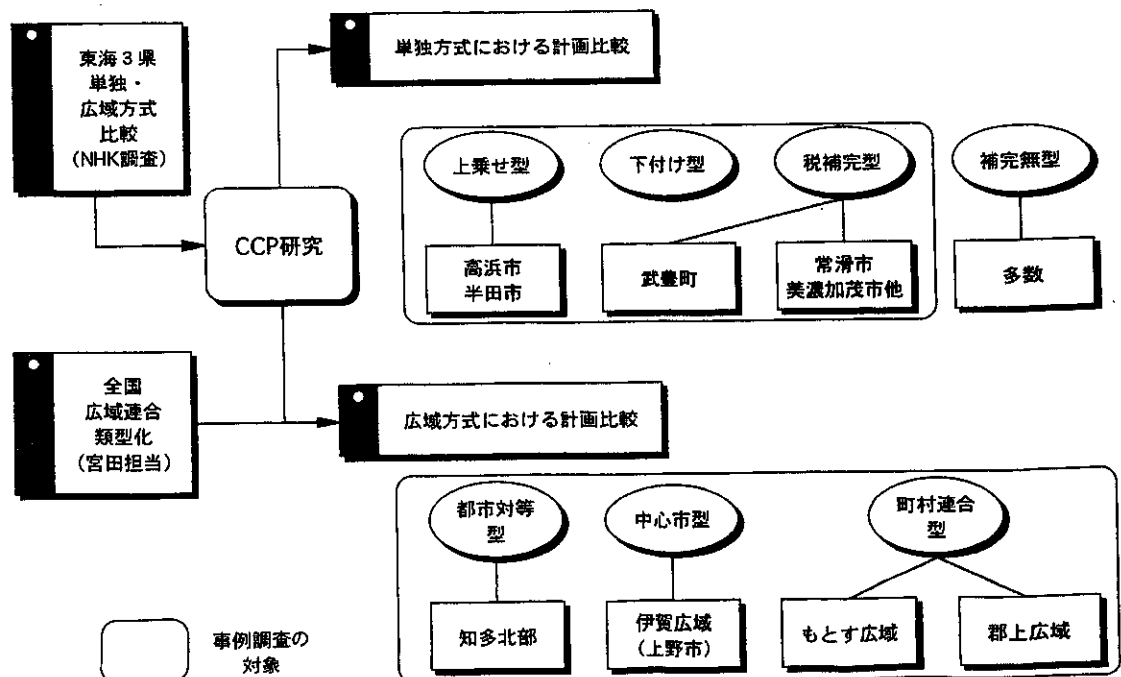 東海3県
単独・
広域方式
比較
(NHK調査)
単独方式における計画比較
上乗せ型
下付け型
税補完型
補完無型
CCP研究
高浜市
半田市
武豊町
常滑市
美濃加茂市他
多数
全国
広域連合
類型化
(宮田担当)
広域方式における計画比較
都市対等
型
中心市型
町村連合
型
知多北部
伊賀広域
(上野市)
もとす広域
郡上広域
事例調査の
対象